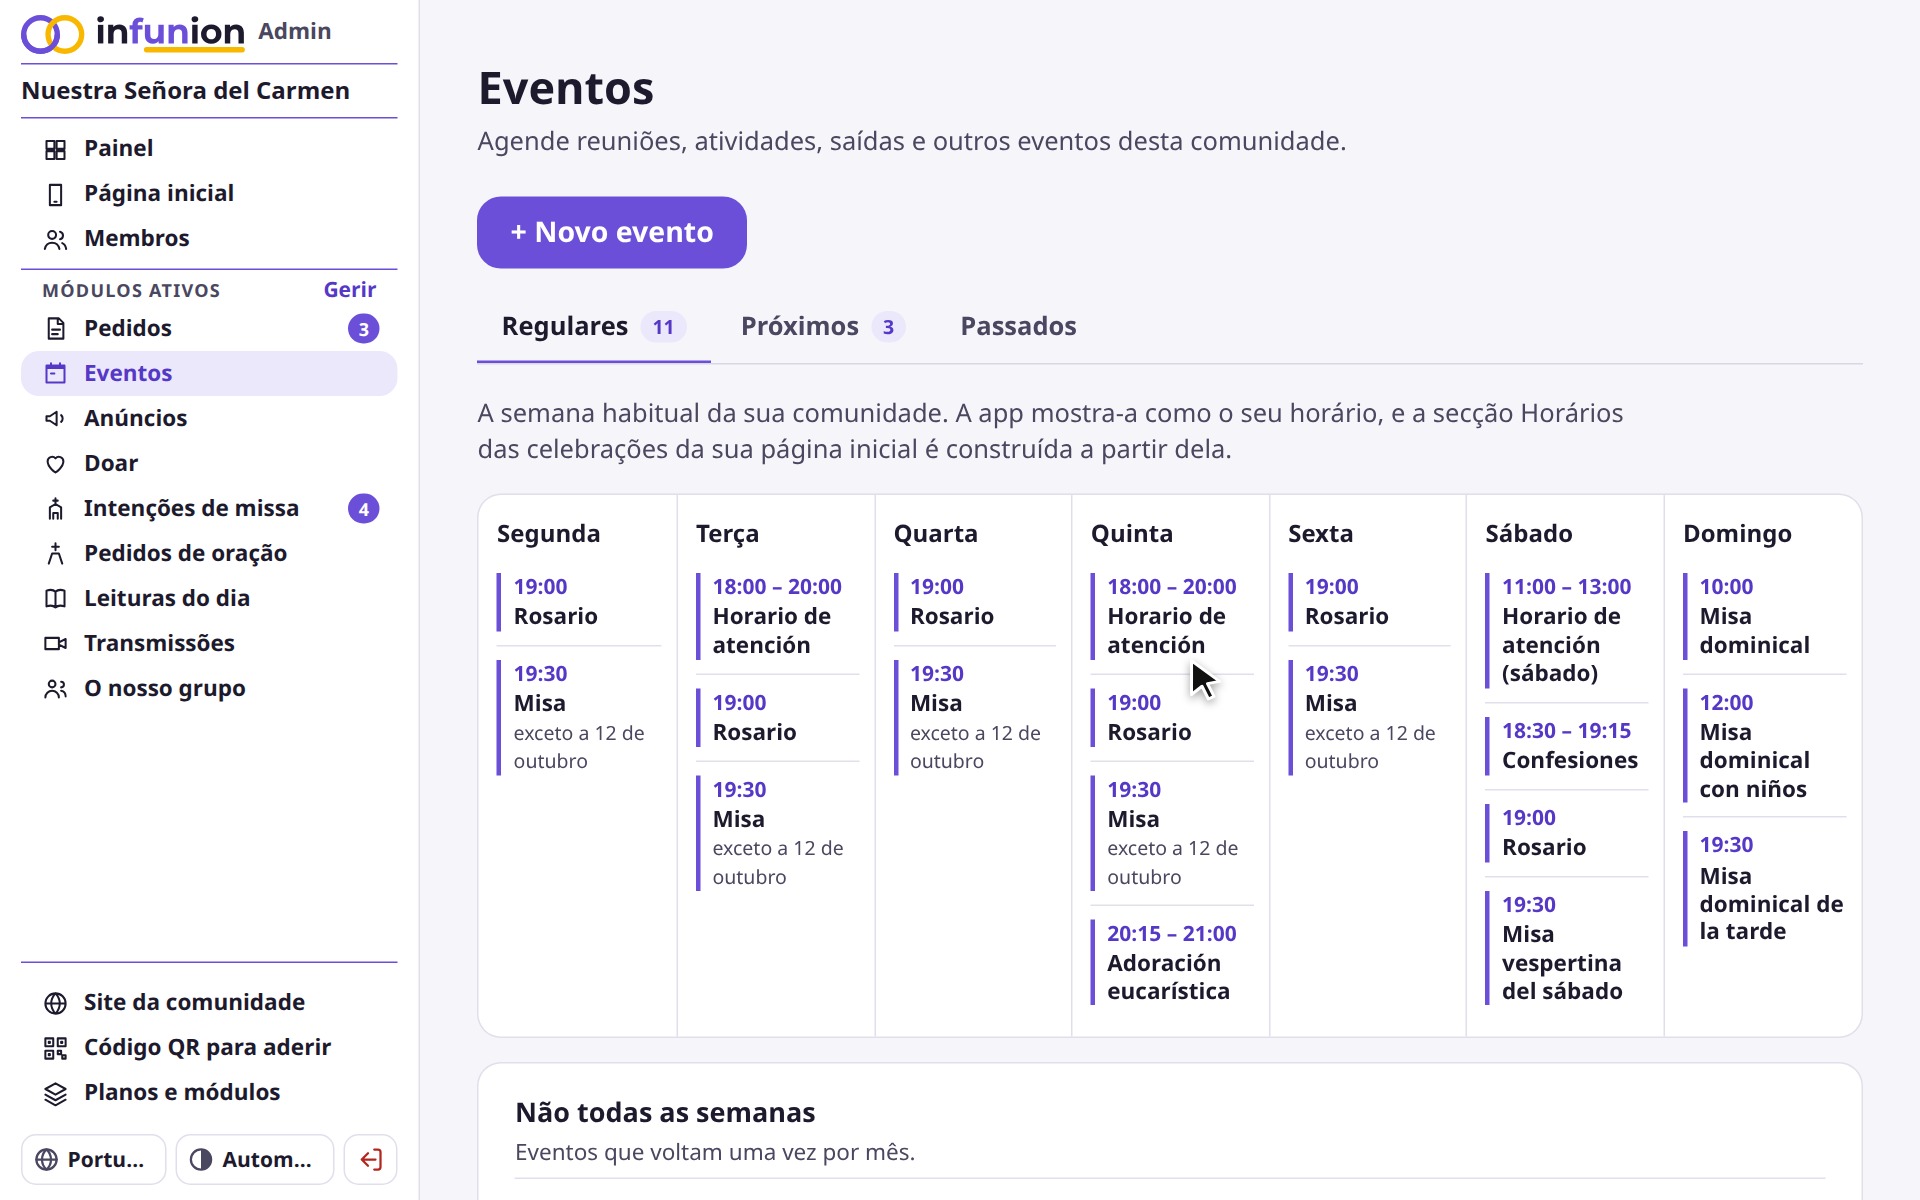 infunion Admin
Nuestra Señora del Carmen
Painel
Página inicial
Membros
MÓDULOS ATIVOS Gerir
Pedidos 3
Eventos
Anúncios
Doar
Intenções de missa 4
Pedidos de oração
Leituras do dia
Transmissões
O nosso grupo
Site da comunidade
Código QR para aderir
Planos e módulos
Portu... Autom...
Eventos
Agende reuniões, atividades, saídas e outros eventos desta comunidade.
+ Novo evento
Regulares 11 Próximos 3 Passados
A semana habitual da sua comunidade. A app mostra-a como o seu horário, e a secção Horários
das celebrações da sua página inicial é construída a partir dela.
Segunda
19:00
Rosario
19:30
Misa
exceto a 12 de
outubro
Terça
18:00 – 20:00
Horario de
atención
19:00
Rosario
19:30
Misa
exceto a 12 de
outubro
Quarta
19:00
Rosario
19:30
Misa
exceto a 12 de
outubro
Quinta
18:00 – 20:00
Horario de
atención
19:00
Rosario
19:30
Misa
exceto a 12 de
outubro
20:15 – 21:00
Adoración
eucarística
Sexta
19:00
Rosario
19:30
Misa
exceto a 12 de
outubro
Sábado
11:00 – 13:00
Horario de
atención
(sábado)
18:30 – 19:15
Confesiones
19:00
Rosario
19:30
Misa
vespertina
del sábado
Domingo
10:00
Misa
dominical
12:00
Misa
dominical
con niños
19:30
Misa
dominical de
la tarde
Não todas as semanas
Eventos que voltam uma vez por mês.